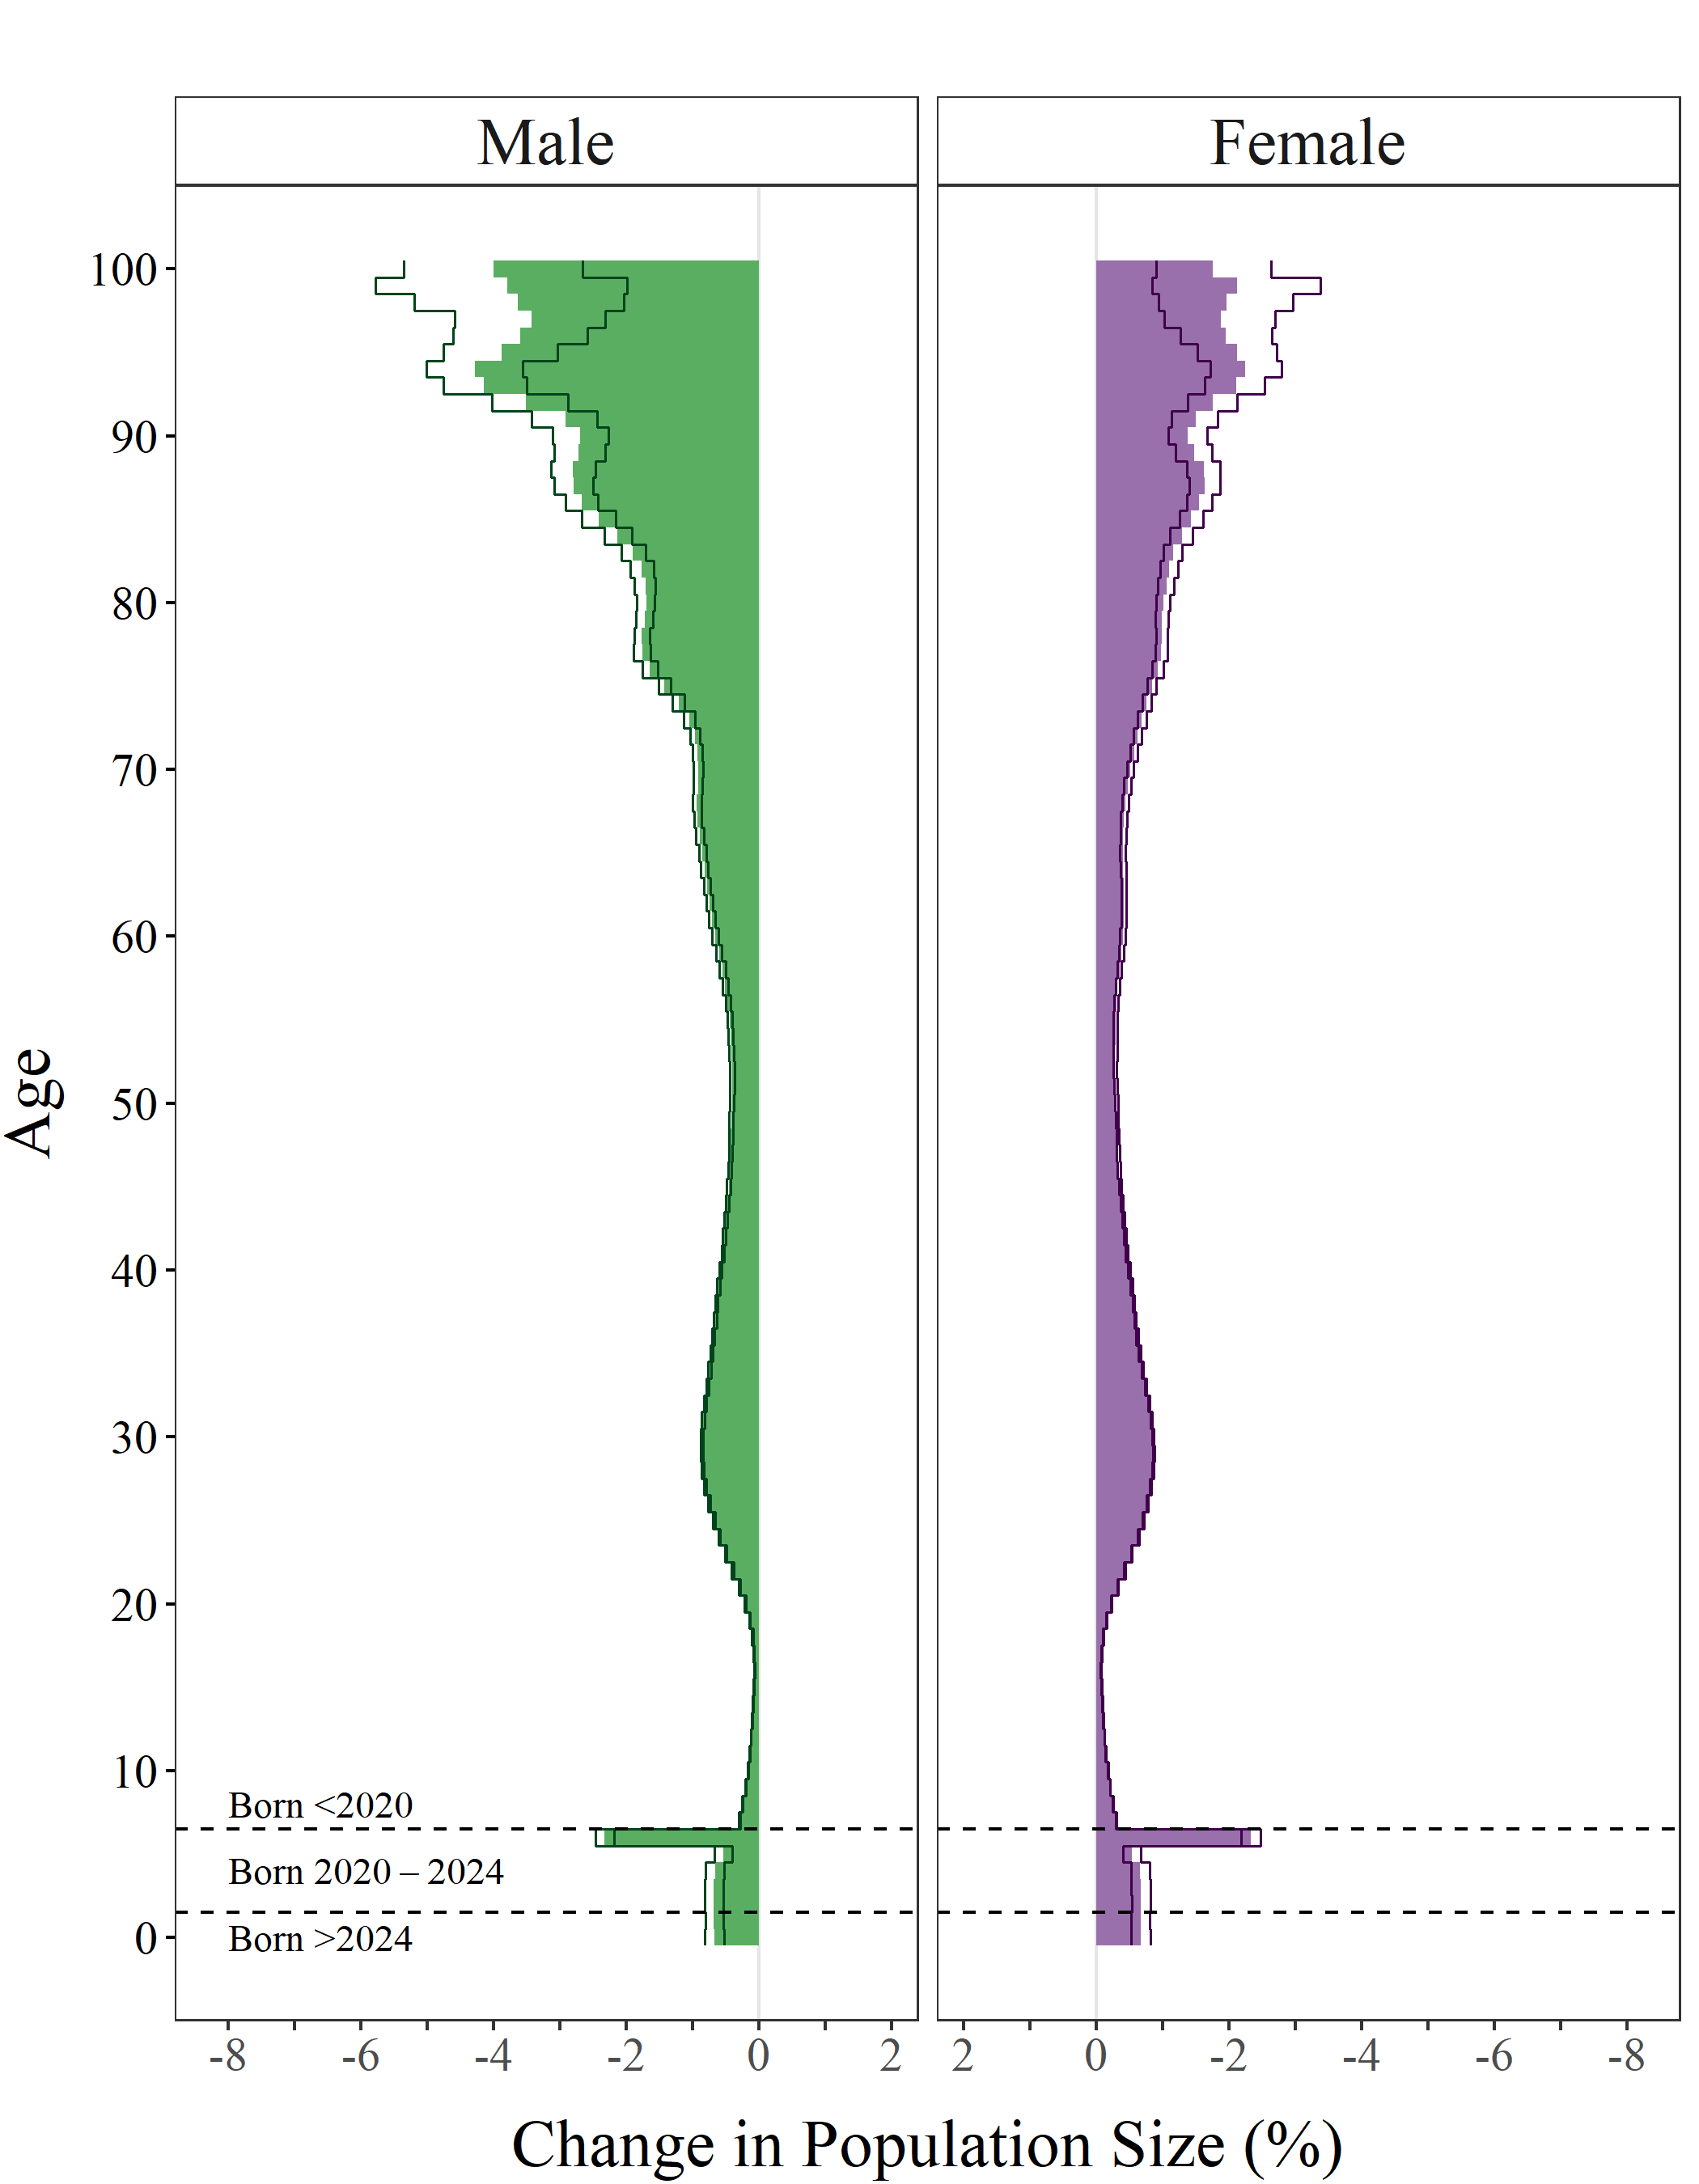 Male
Female
100
90
80
70
60
50
40
30
20
10
0
Age
Born <2020
Born 2020 – 2024
Born >2024
-8 -6 -4 -2 0 2
2 0 -2 -4 -6 -8
Change in Population Size (%)